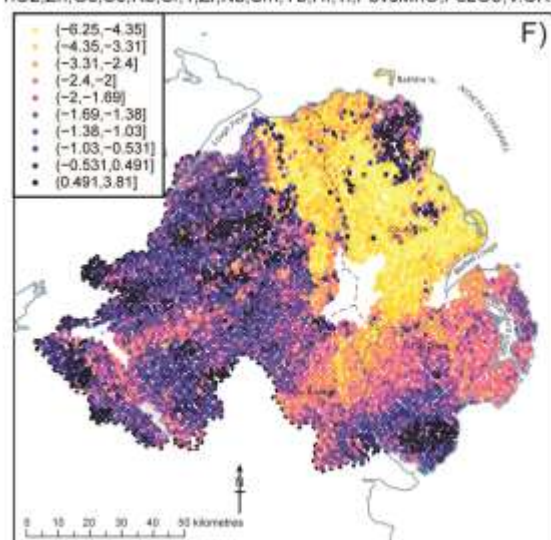 F)
(−6.25,−4.35]
(−4.35,−3.31]
(−3.31,−2.4]
(−2.4,−2]
(−2,−1.69]
(−1.69,−1.38]
(−1.38,−1.03]
(−1.03,−0.531]
(−0.531,0.491]
(0.491,3.81]
Lough Foyle
Rathlin Is.
NORTH CHANNEL
Belfast Lough
N
0 10 20 30 40 50 kilometres